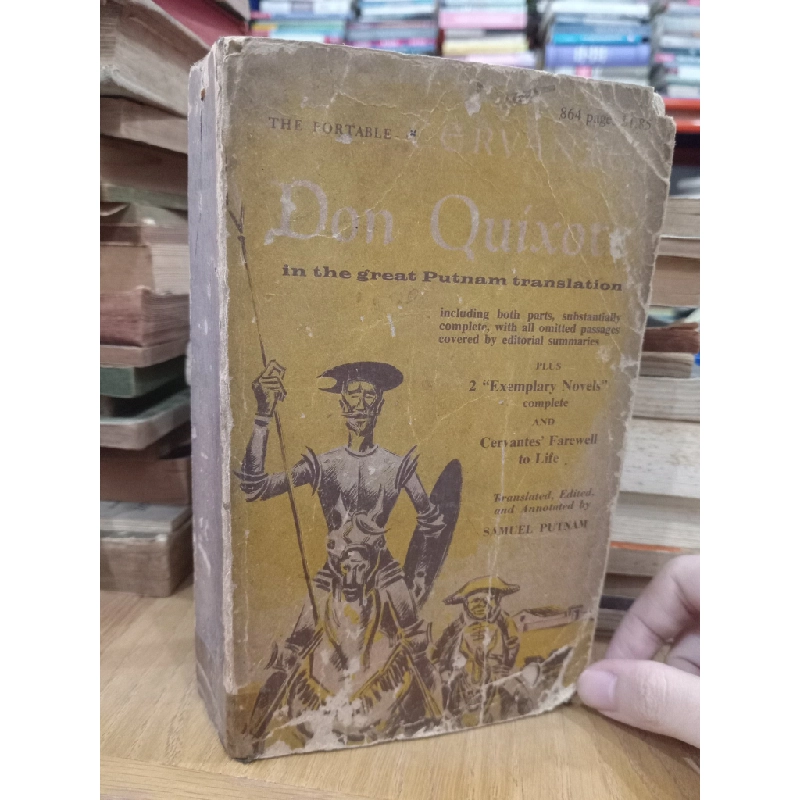 864 pages
THE PORTABLE
CERVANTES
Don Quixote
in the great Putnam translation
including both parts, substantially
complete, with all omitted passages
covered by editorial summaries
PLUS
2 "Exemplary Novels"
complete
AND
Cervantes' Farewell
to Life
Translated, Edited,
and Annotated by
SAMUEL PUTNAM